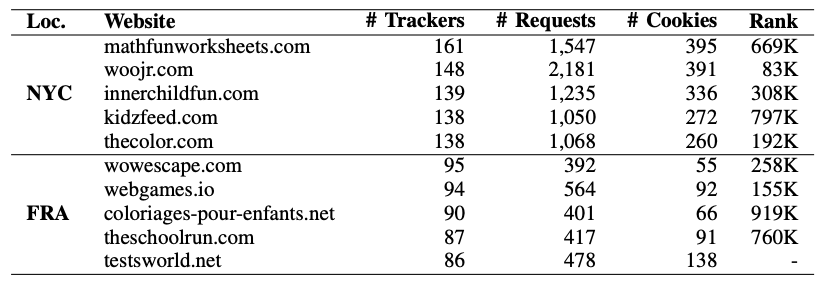 Loc. Website # Trackers # Requests # Cookies Rank
mathfunworksheets.com 161 1,547 395 669K
woojr.com 148 2,181 391 83K
NYC innerchildfun.com 139 1,235 336 308K
kidzfeed.com 138 1,050 272 797K
thecolor.com 138 1,068 260 192K
wowescape.com 95 392 55 258K
webgames.io 94 564 92 155K
FRA coloriages-pour-enfants.net 90 401 66 919K
theschoolrun.com 87 417 91 760K
testsworld.net 86 478 138 -